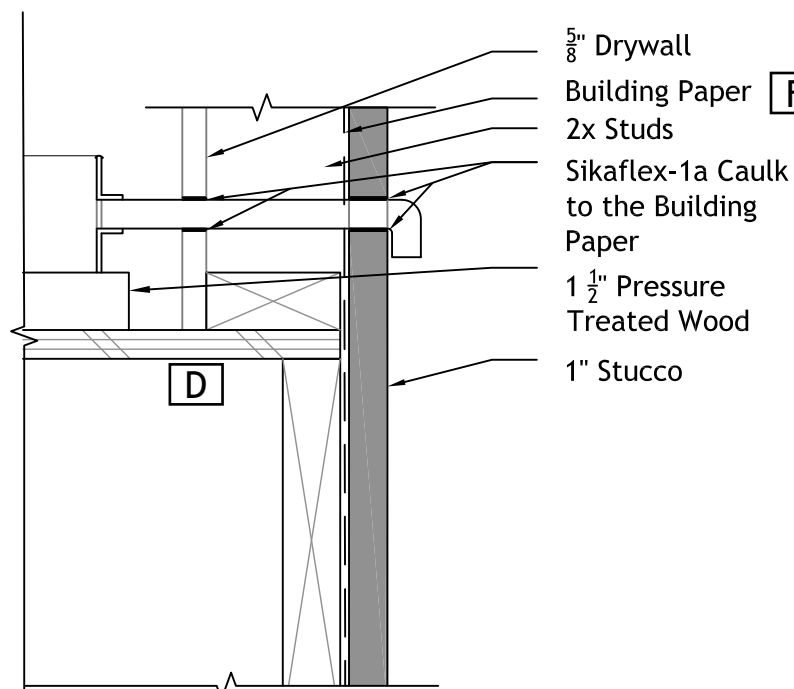 5/8" Drywall
Building Paper
2x Studs
Sikaflex-1a Caulk
to the Building
Paper
1 1/2" Pressure
Treated Wood
1" Stucco
D